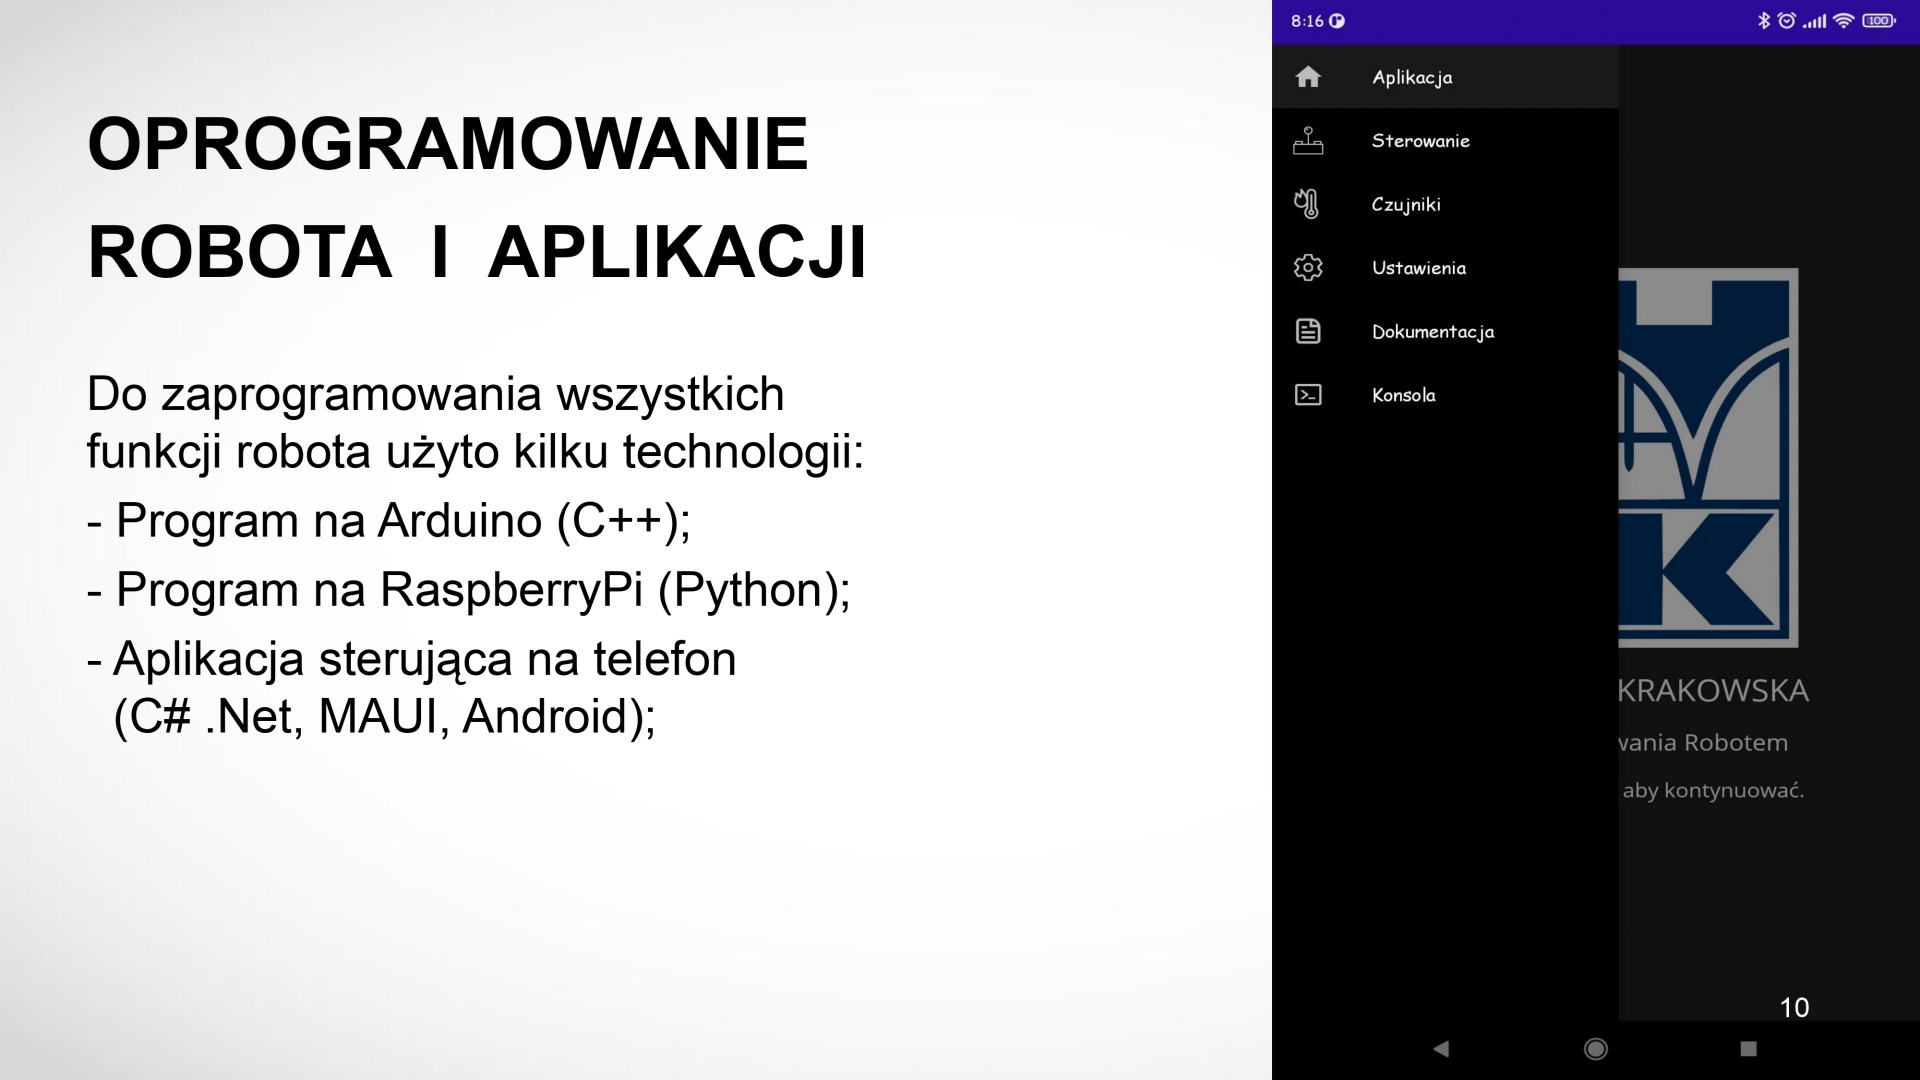 OPROGRAMOWANIE
ROBOTA I APLIKACJI
Do zaprogramowania wszystkich
funkcji robota użyto kilku technologii:
- Program na Arduino (C++);
- Program na RaspberryPi (Python);
- Aplikacja sterująca na telefon
(C# .Net, MAUI, Android);
8:16
100
Aplikacja
Sterowanie
Czujniki
Ustawienia
Dokumentacja
Konsola
K
KRAKOWSKA
wania Robotem
aby kontynuować.
10